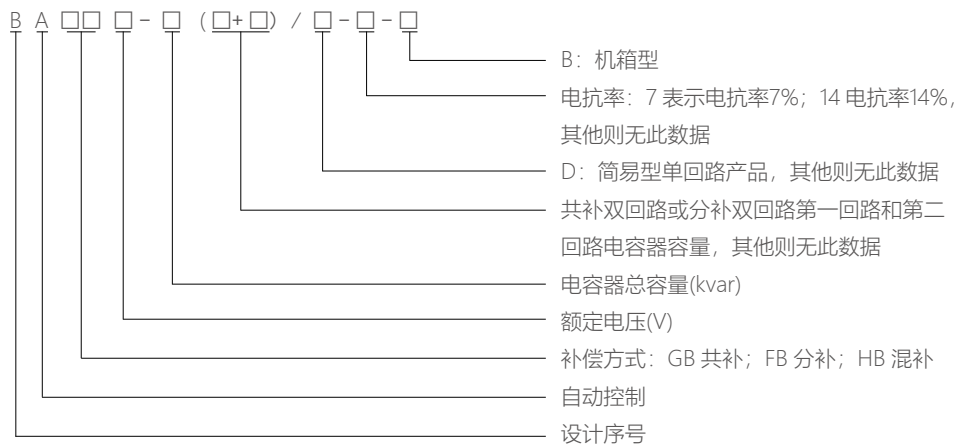 B A □□ □-□ (□+□) / □-□-□
B：机箱型
电抗率：7 表示电抗率7%；14 电抗率14%，
其他则无此数据
D：简易型单回路产品，其他则无此数据
共补双回路或分补双回路第一回路和第二
回路电容器容量，其他则无此数据
电容器总容量(kvar)
额定电压(V)
补偿方式：GB 共补；FB 分补；HB 混补
自动控制
设计序号